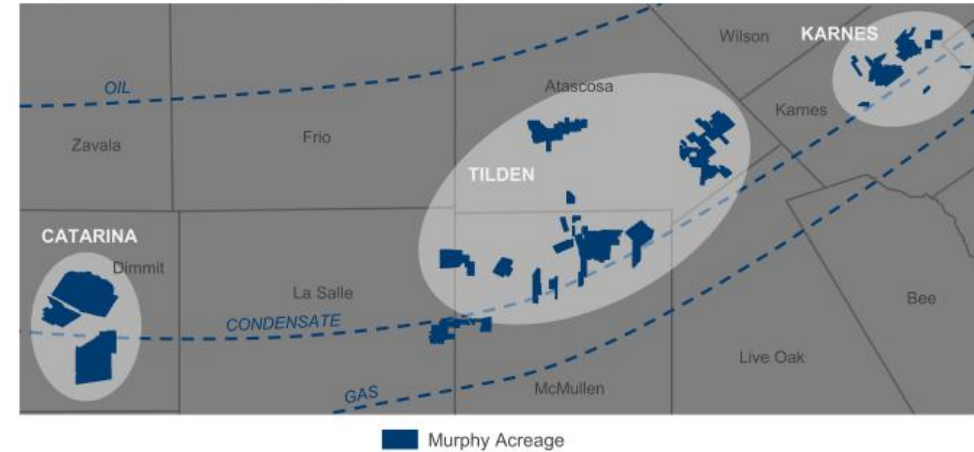 Wilson
KARNES
OIL
Atascosa
Karnes
Zavala
Frio
TILDEN
CATARINA
Dimmit
La Salle
Bee
CONDENSATE
Live Oak
GAS
McMullen
Murphy Acreage